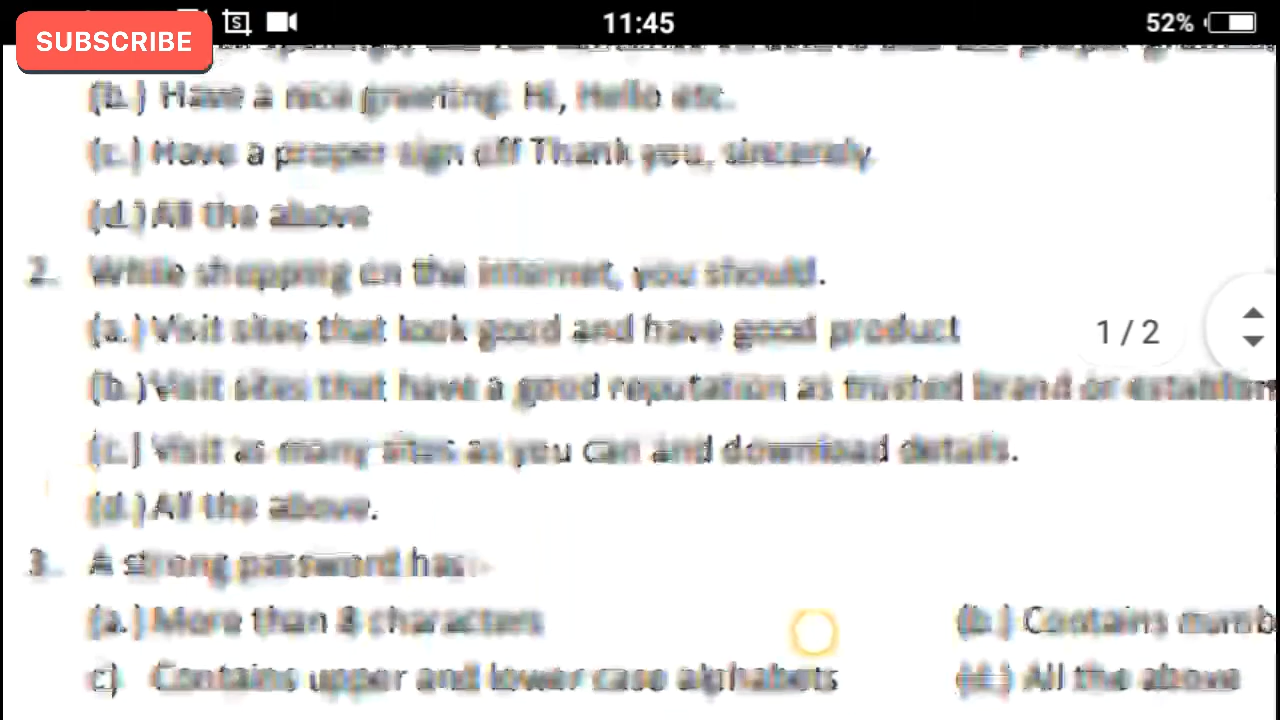 SUBSCRIBE
11:45
52%
(b.) Have a nice greeting. Hi, Hello etc.
(c.) Have a proper sign off Thank you, sincerely
(d.) All the above
2. While shopping on the internet, you should.
(a.) Visit sites that look good and have good product
1 / 2
(b.) Visit sites that have a good reputation as trusted brand or
(c.) Visit as many sites as you can and download details.
(d.) All the above.
3. A strong password has:-
(a.) More than 8 characters (b.) Contains
c) Contains upper and lower case alphabets (d.) All the above